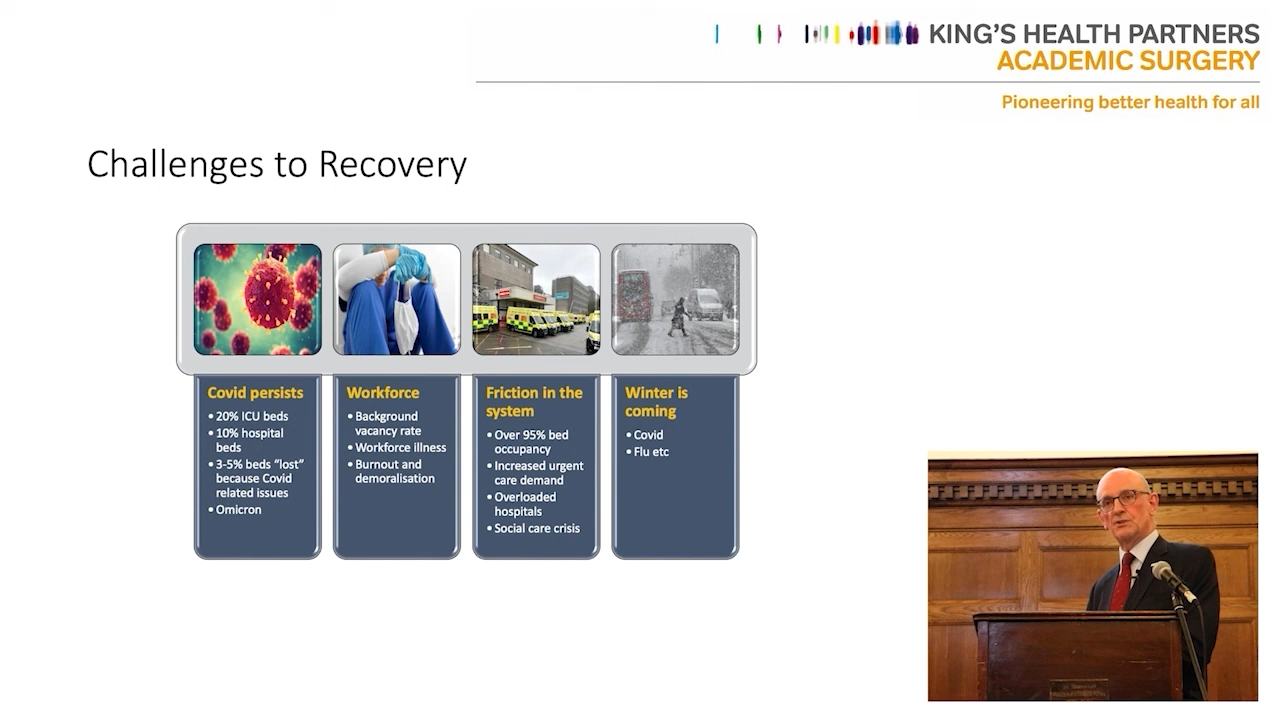 KING'S HEALTH PARTNERS
ACADEMIC SURGERY
Pioneering better health for all
Challenges to Recovery
Covid persists
• 20% ICU beds
• 10% hospital
beds
• 3-5% beds “lost”
because Covid
related issues
• Omicron
Workforce
• Background
vacancy rate
• Workforce illness
• Burnout and
demoralisation
Friction in the
system
• Over 95% bed
occupancy
• Increased urgent
care demand
• Overloaded
hospitals
• Social care crisis
Winter is
coming
• Covid
• Flu etc